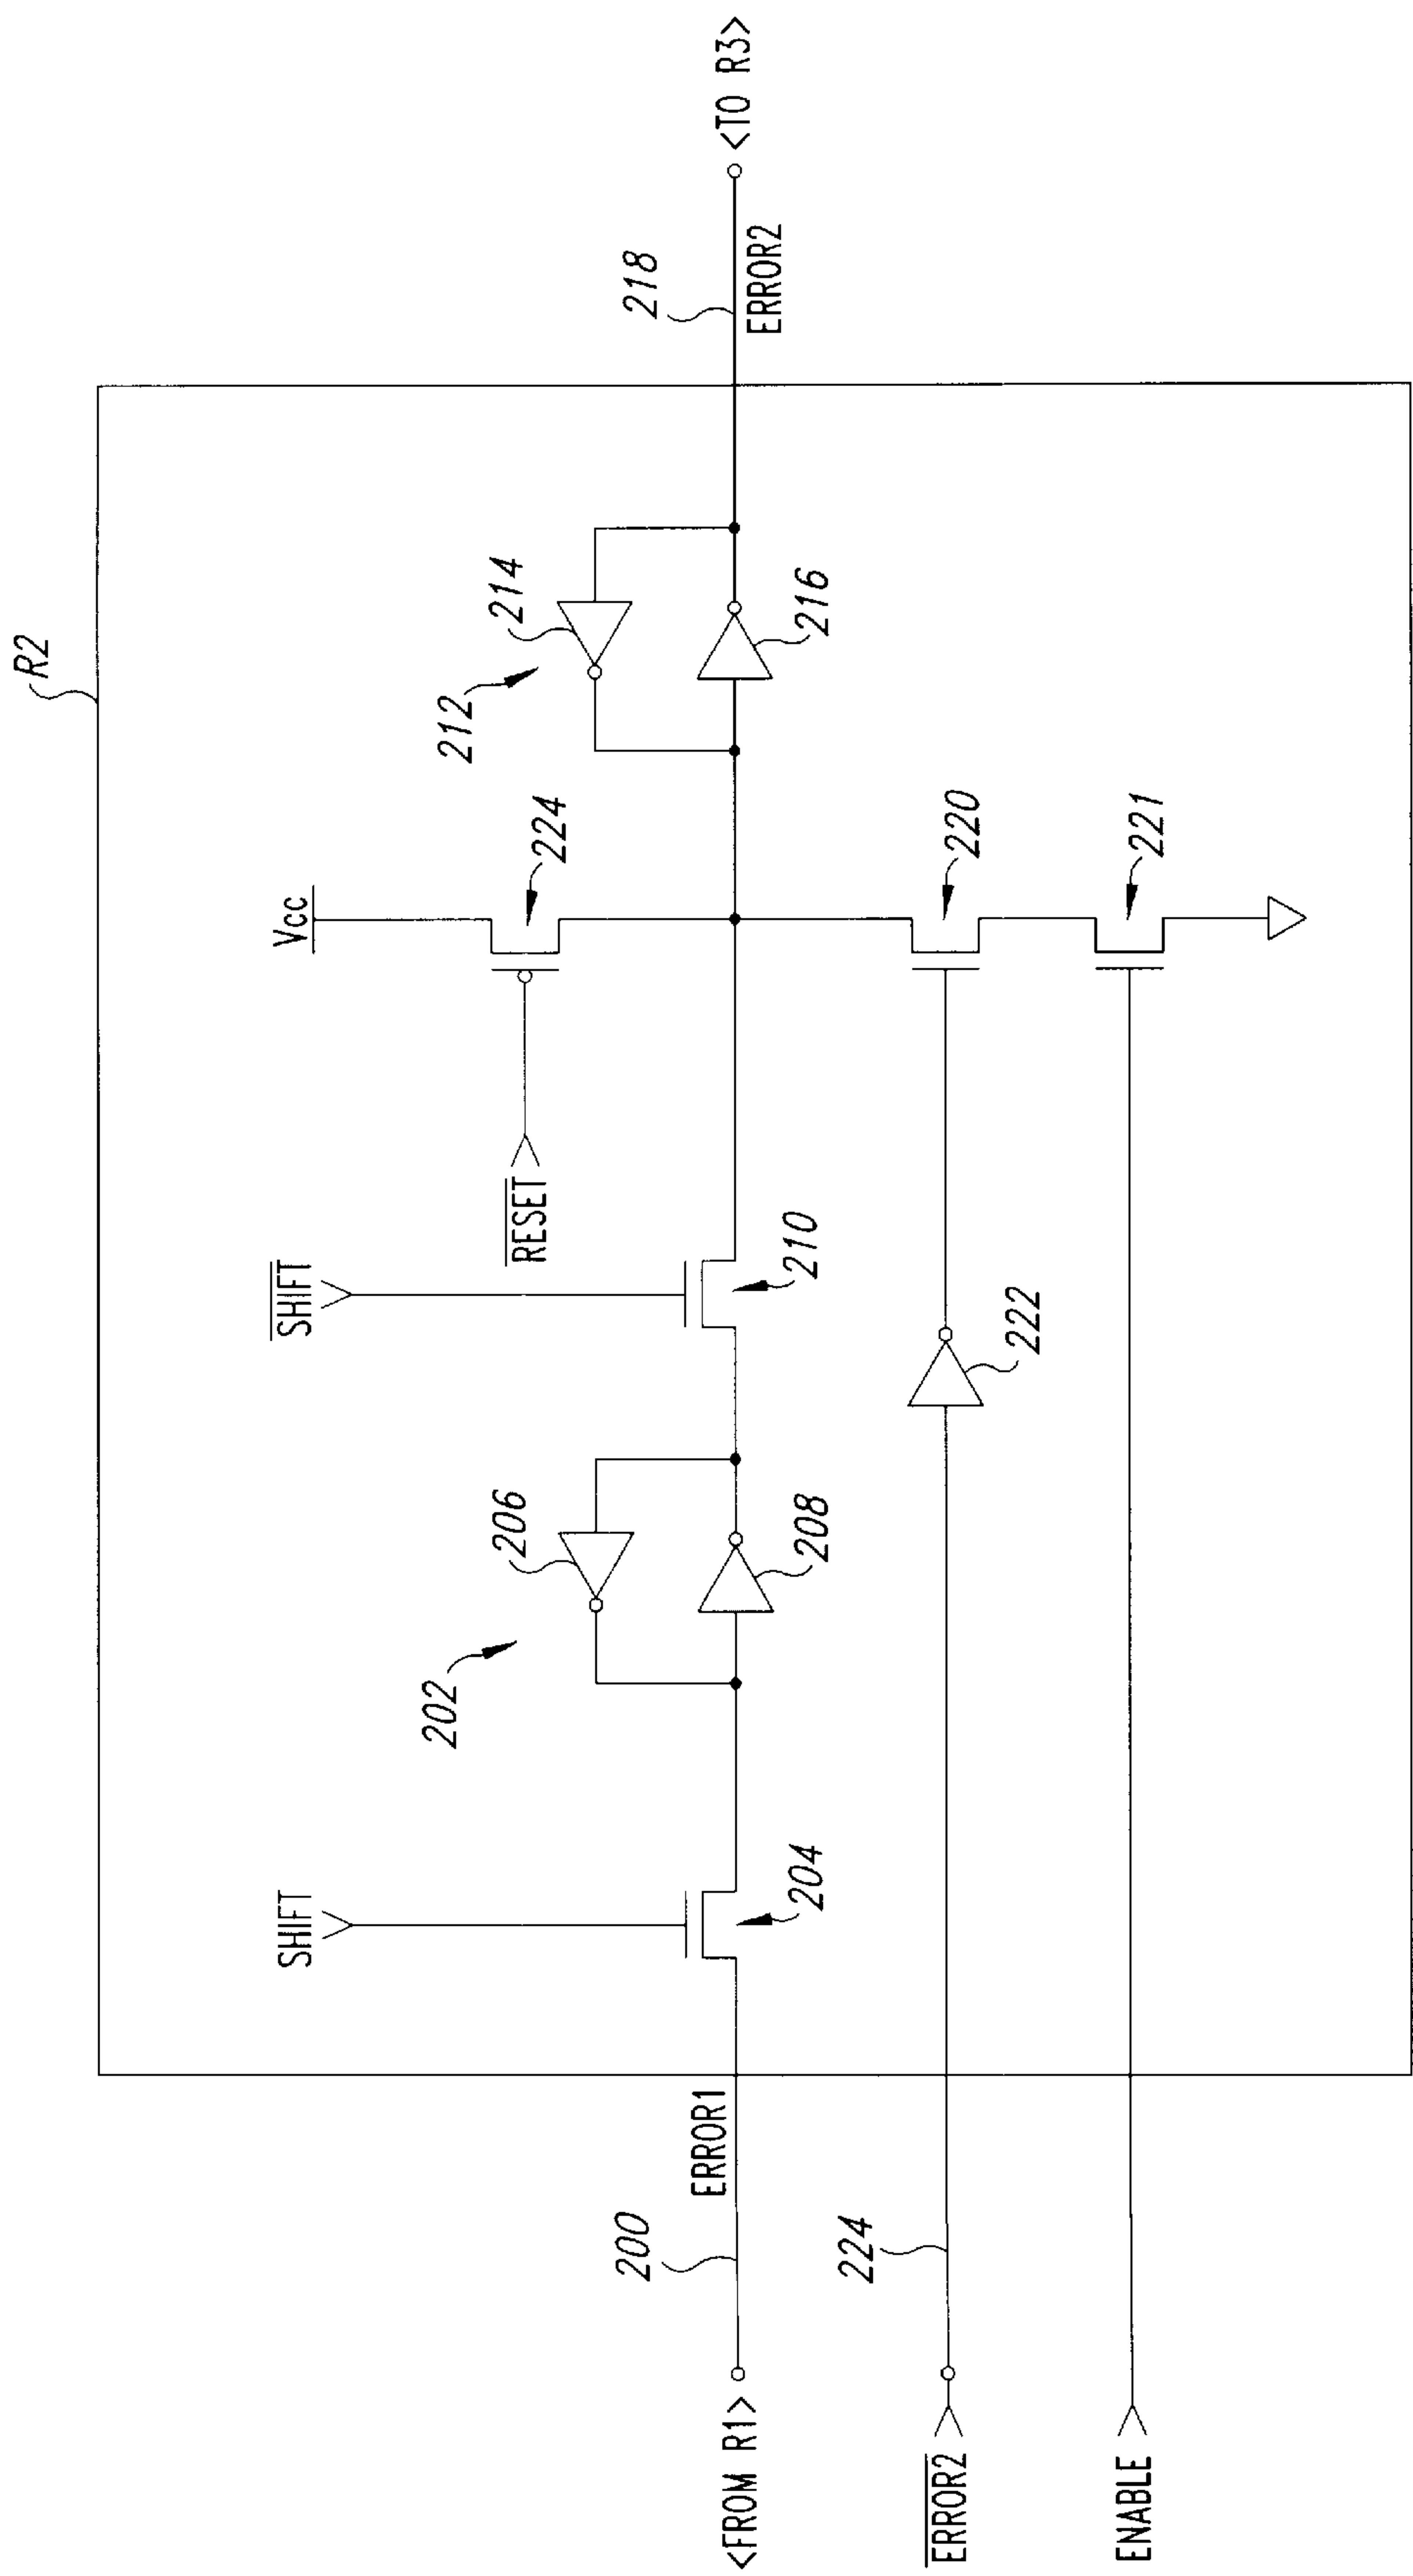 R2
SHIFT
SHIFT
RESET
Vcc
224
202
206
212
214
200
ERROR1
204
208
210
216
218
ERROR2
<FROM R1>
<TO R3>
224
ERROR2
222
220
ENABLE
221